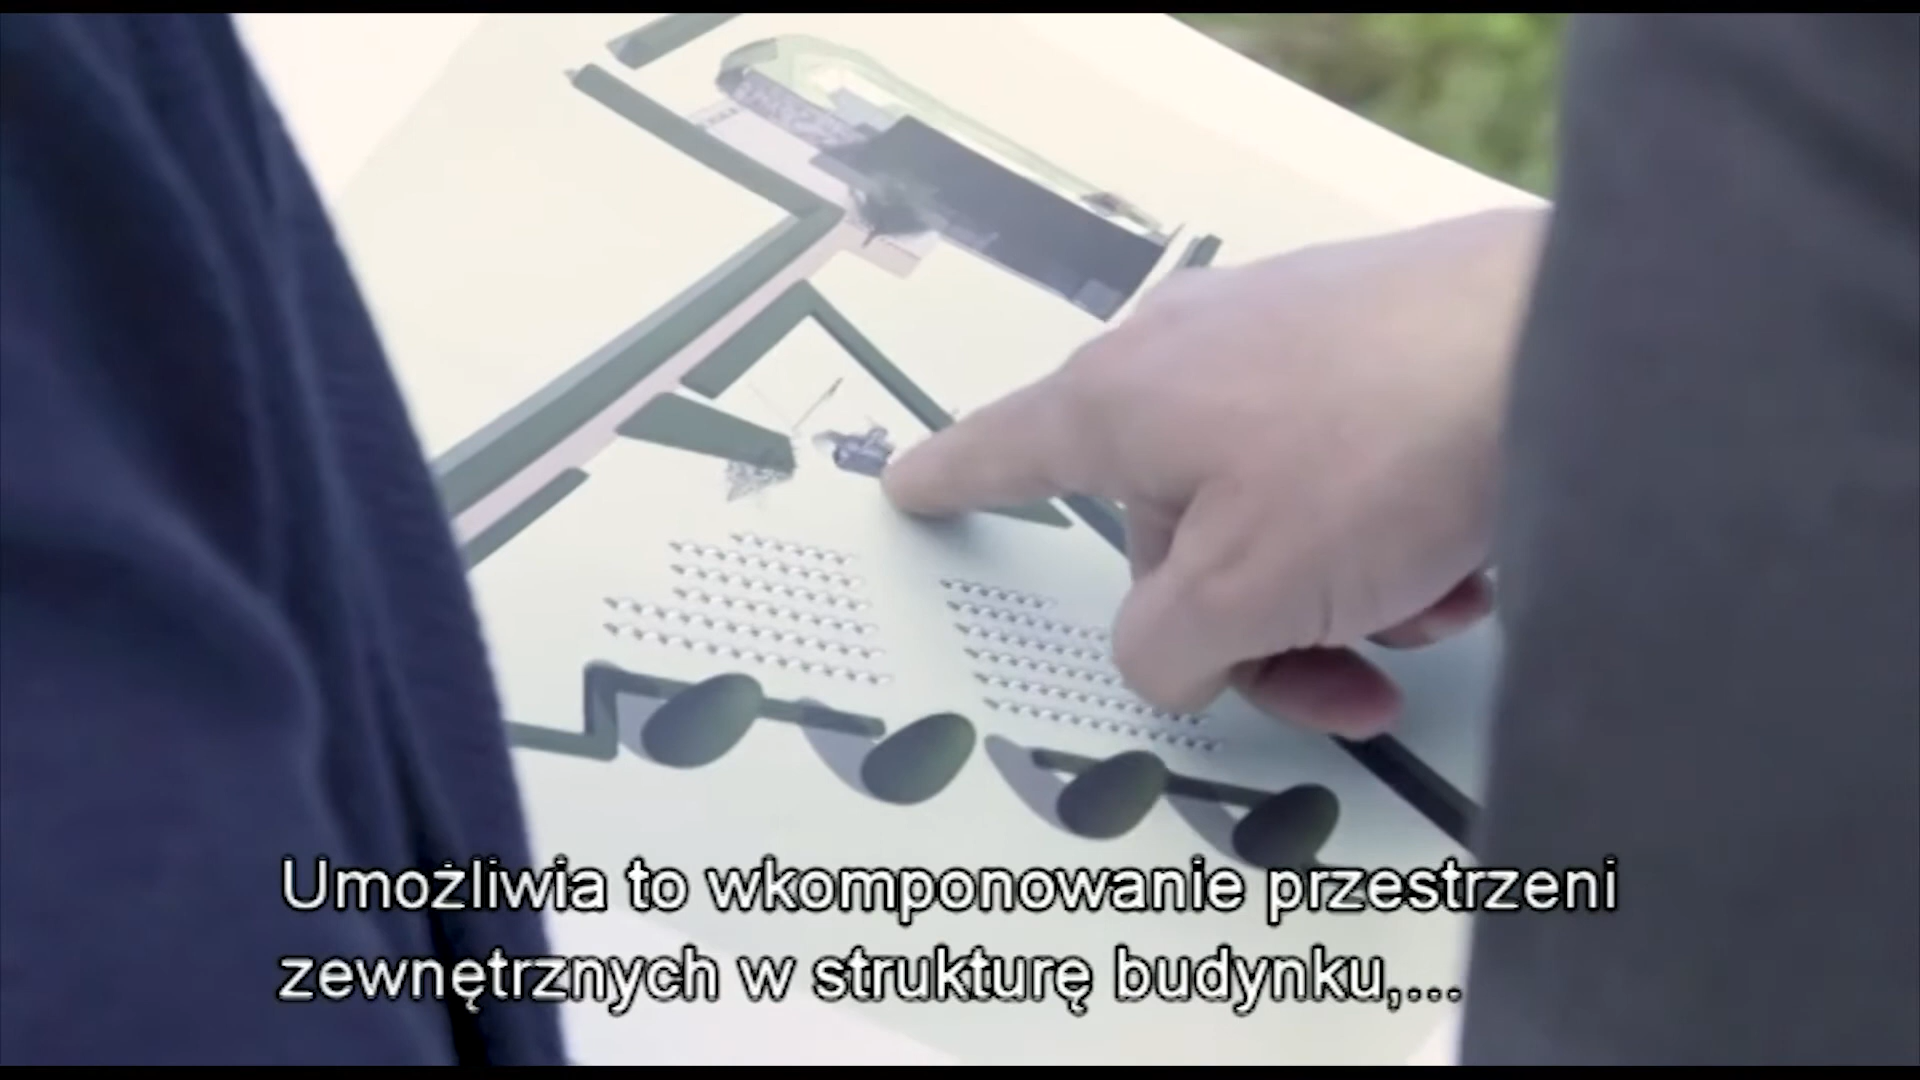 Umożliwia to wkomponowanie przestrzeni
zewnętrznych w strukturę budynku,...